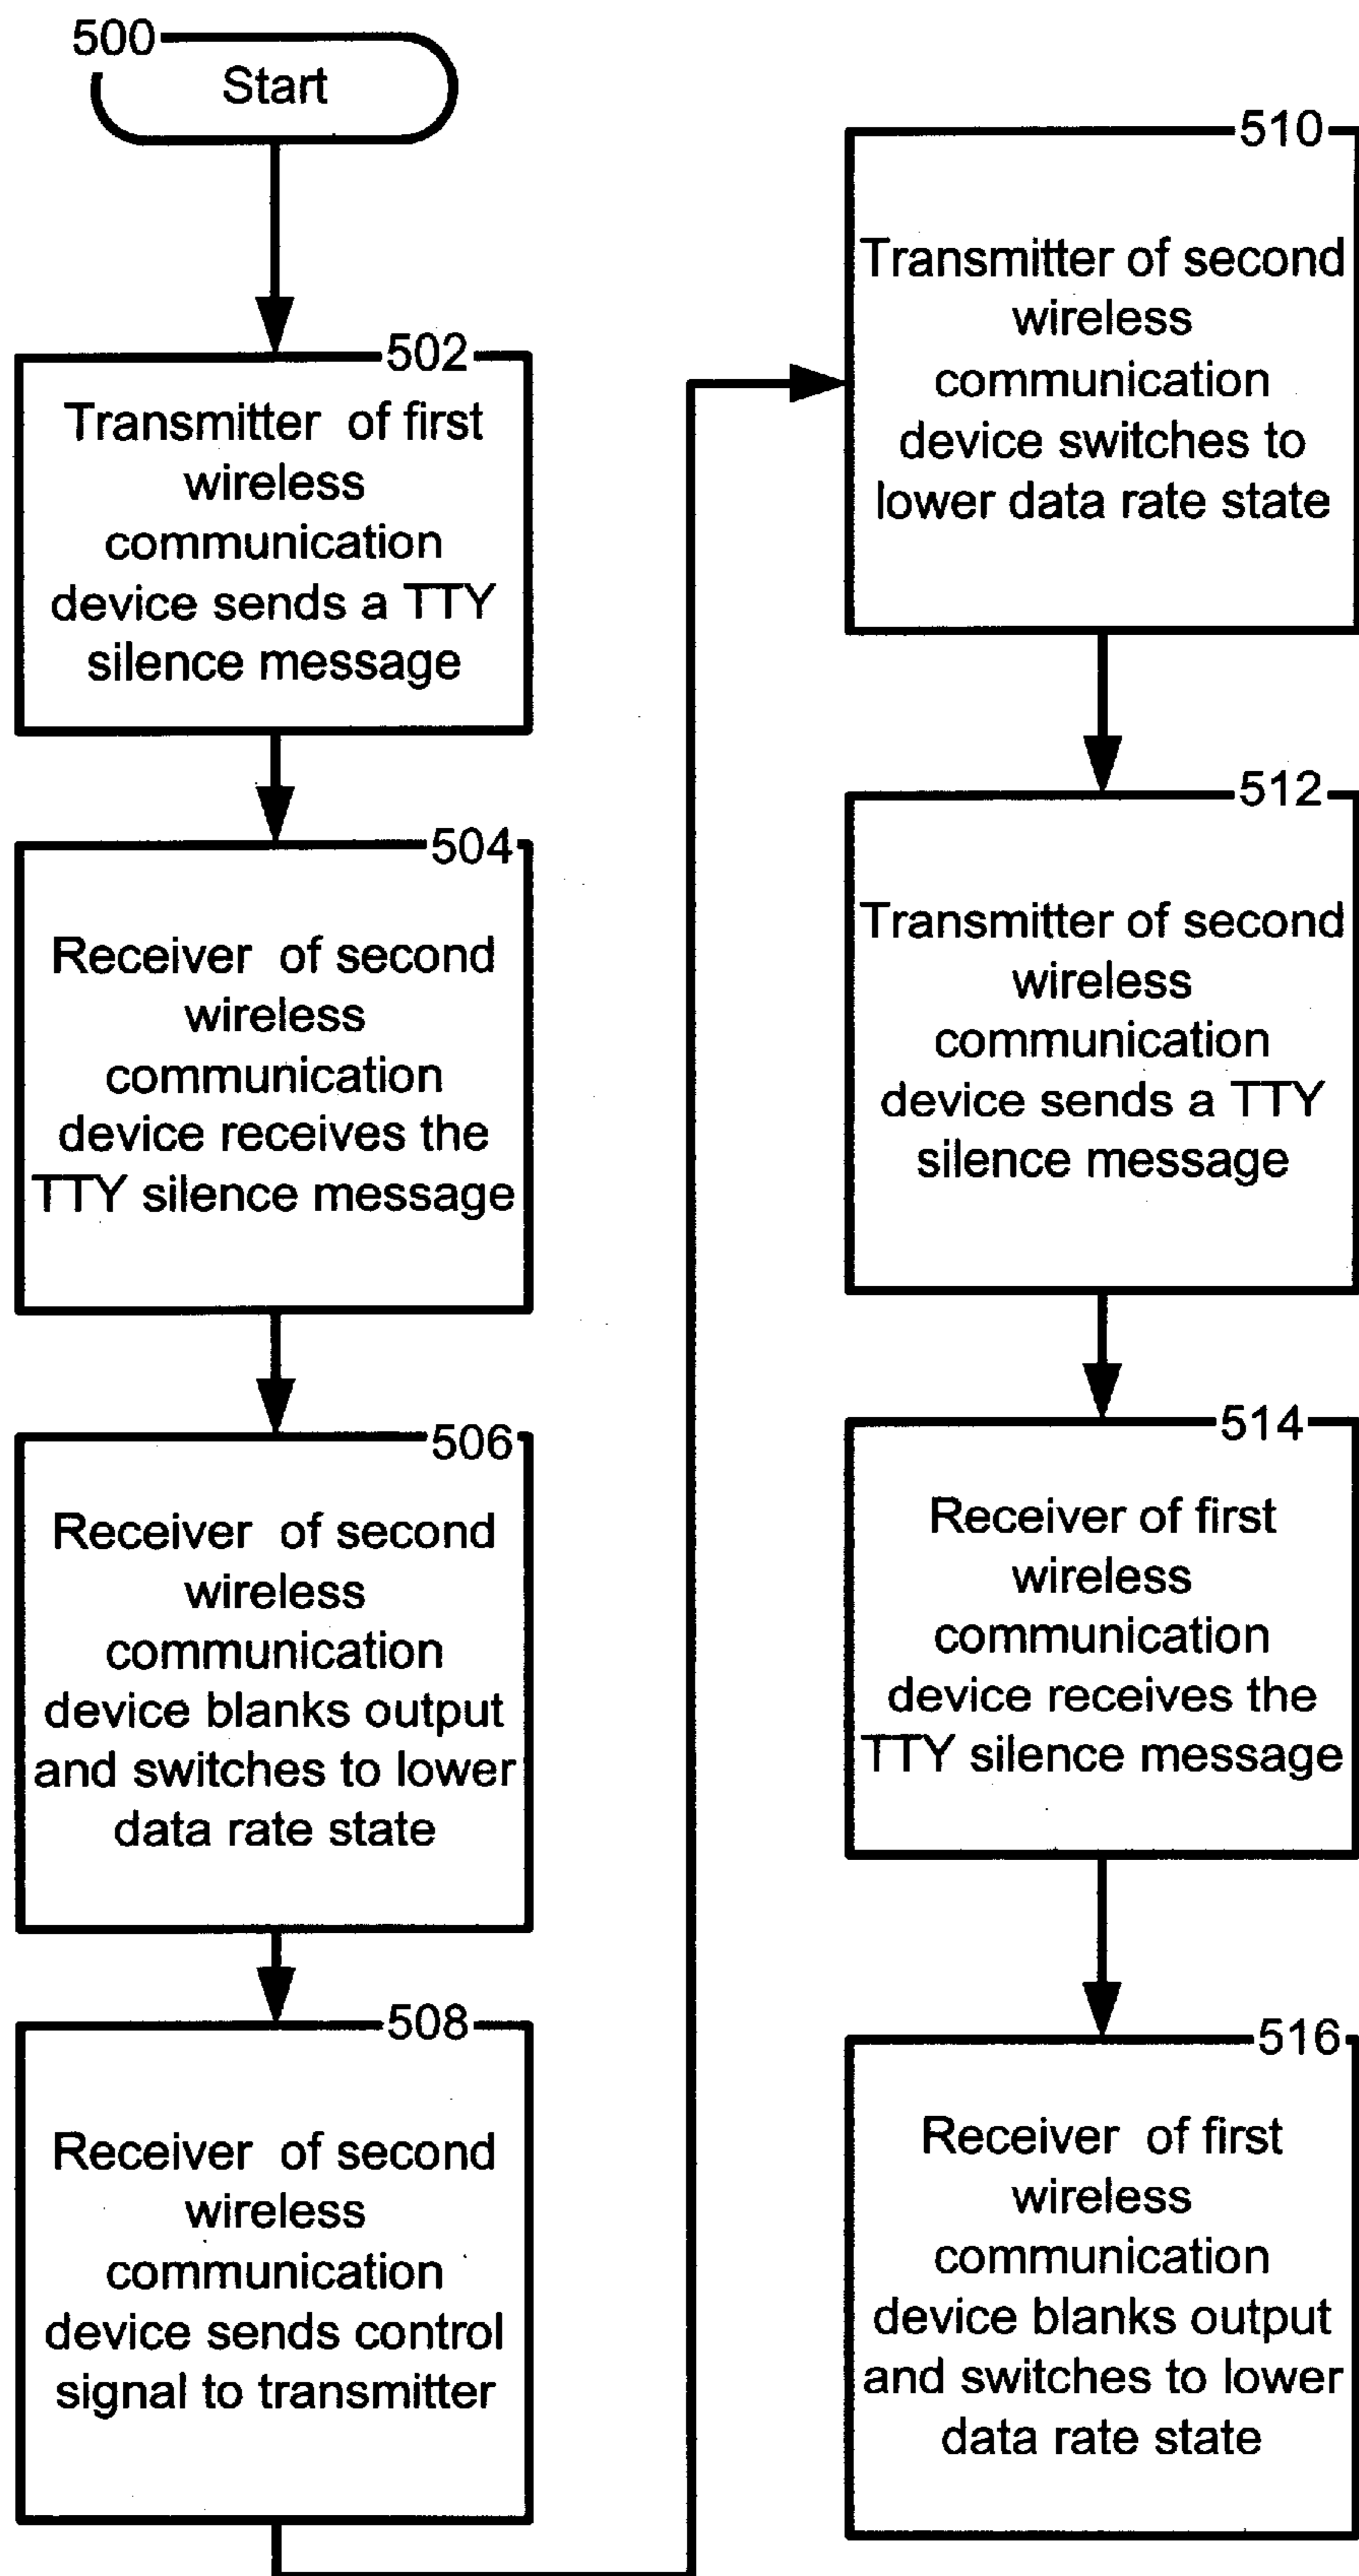 500
Start
502
Transmitter of first
wireless
communication
device sends a TTY
silence message
504
Receiver of second
wireless
communication
device receives the
TTY silence message
506
Receiver of second
wireless
communication
device blanks output
and switches to lower
data rate state
508
Receiver of second
wireless
communication
device sends control
signal to transmitter
510
Transmitter of second
wireless
communication
device switches to
lower data rate state
512
Transmitter of second
wireless
communication
device sends a TTY
silence message
514
Receiver of first
wireless
communication
device receives the
TTY silence message
516
Receiver of first
wireless
communication
device blanks output
and switches to lower
data rate state